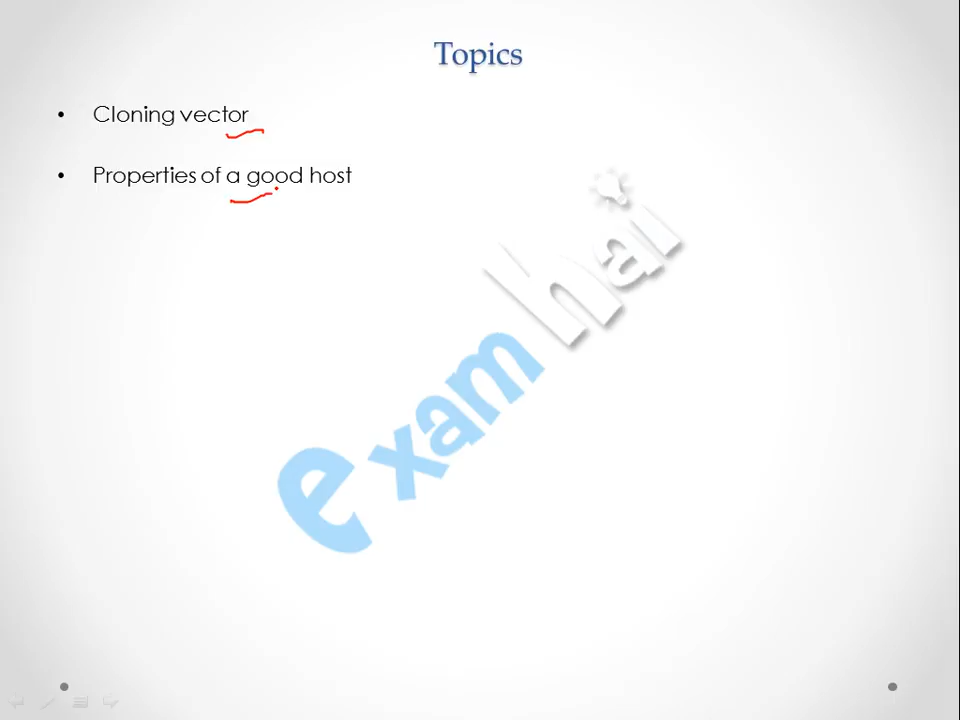 Topics
• Cloning vector
• Properties of a good host
exam hai